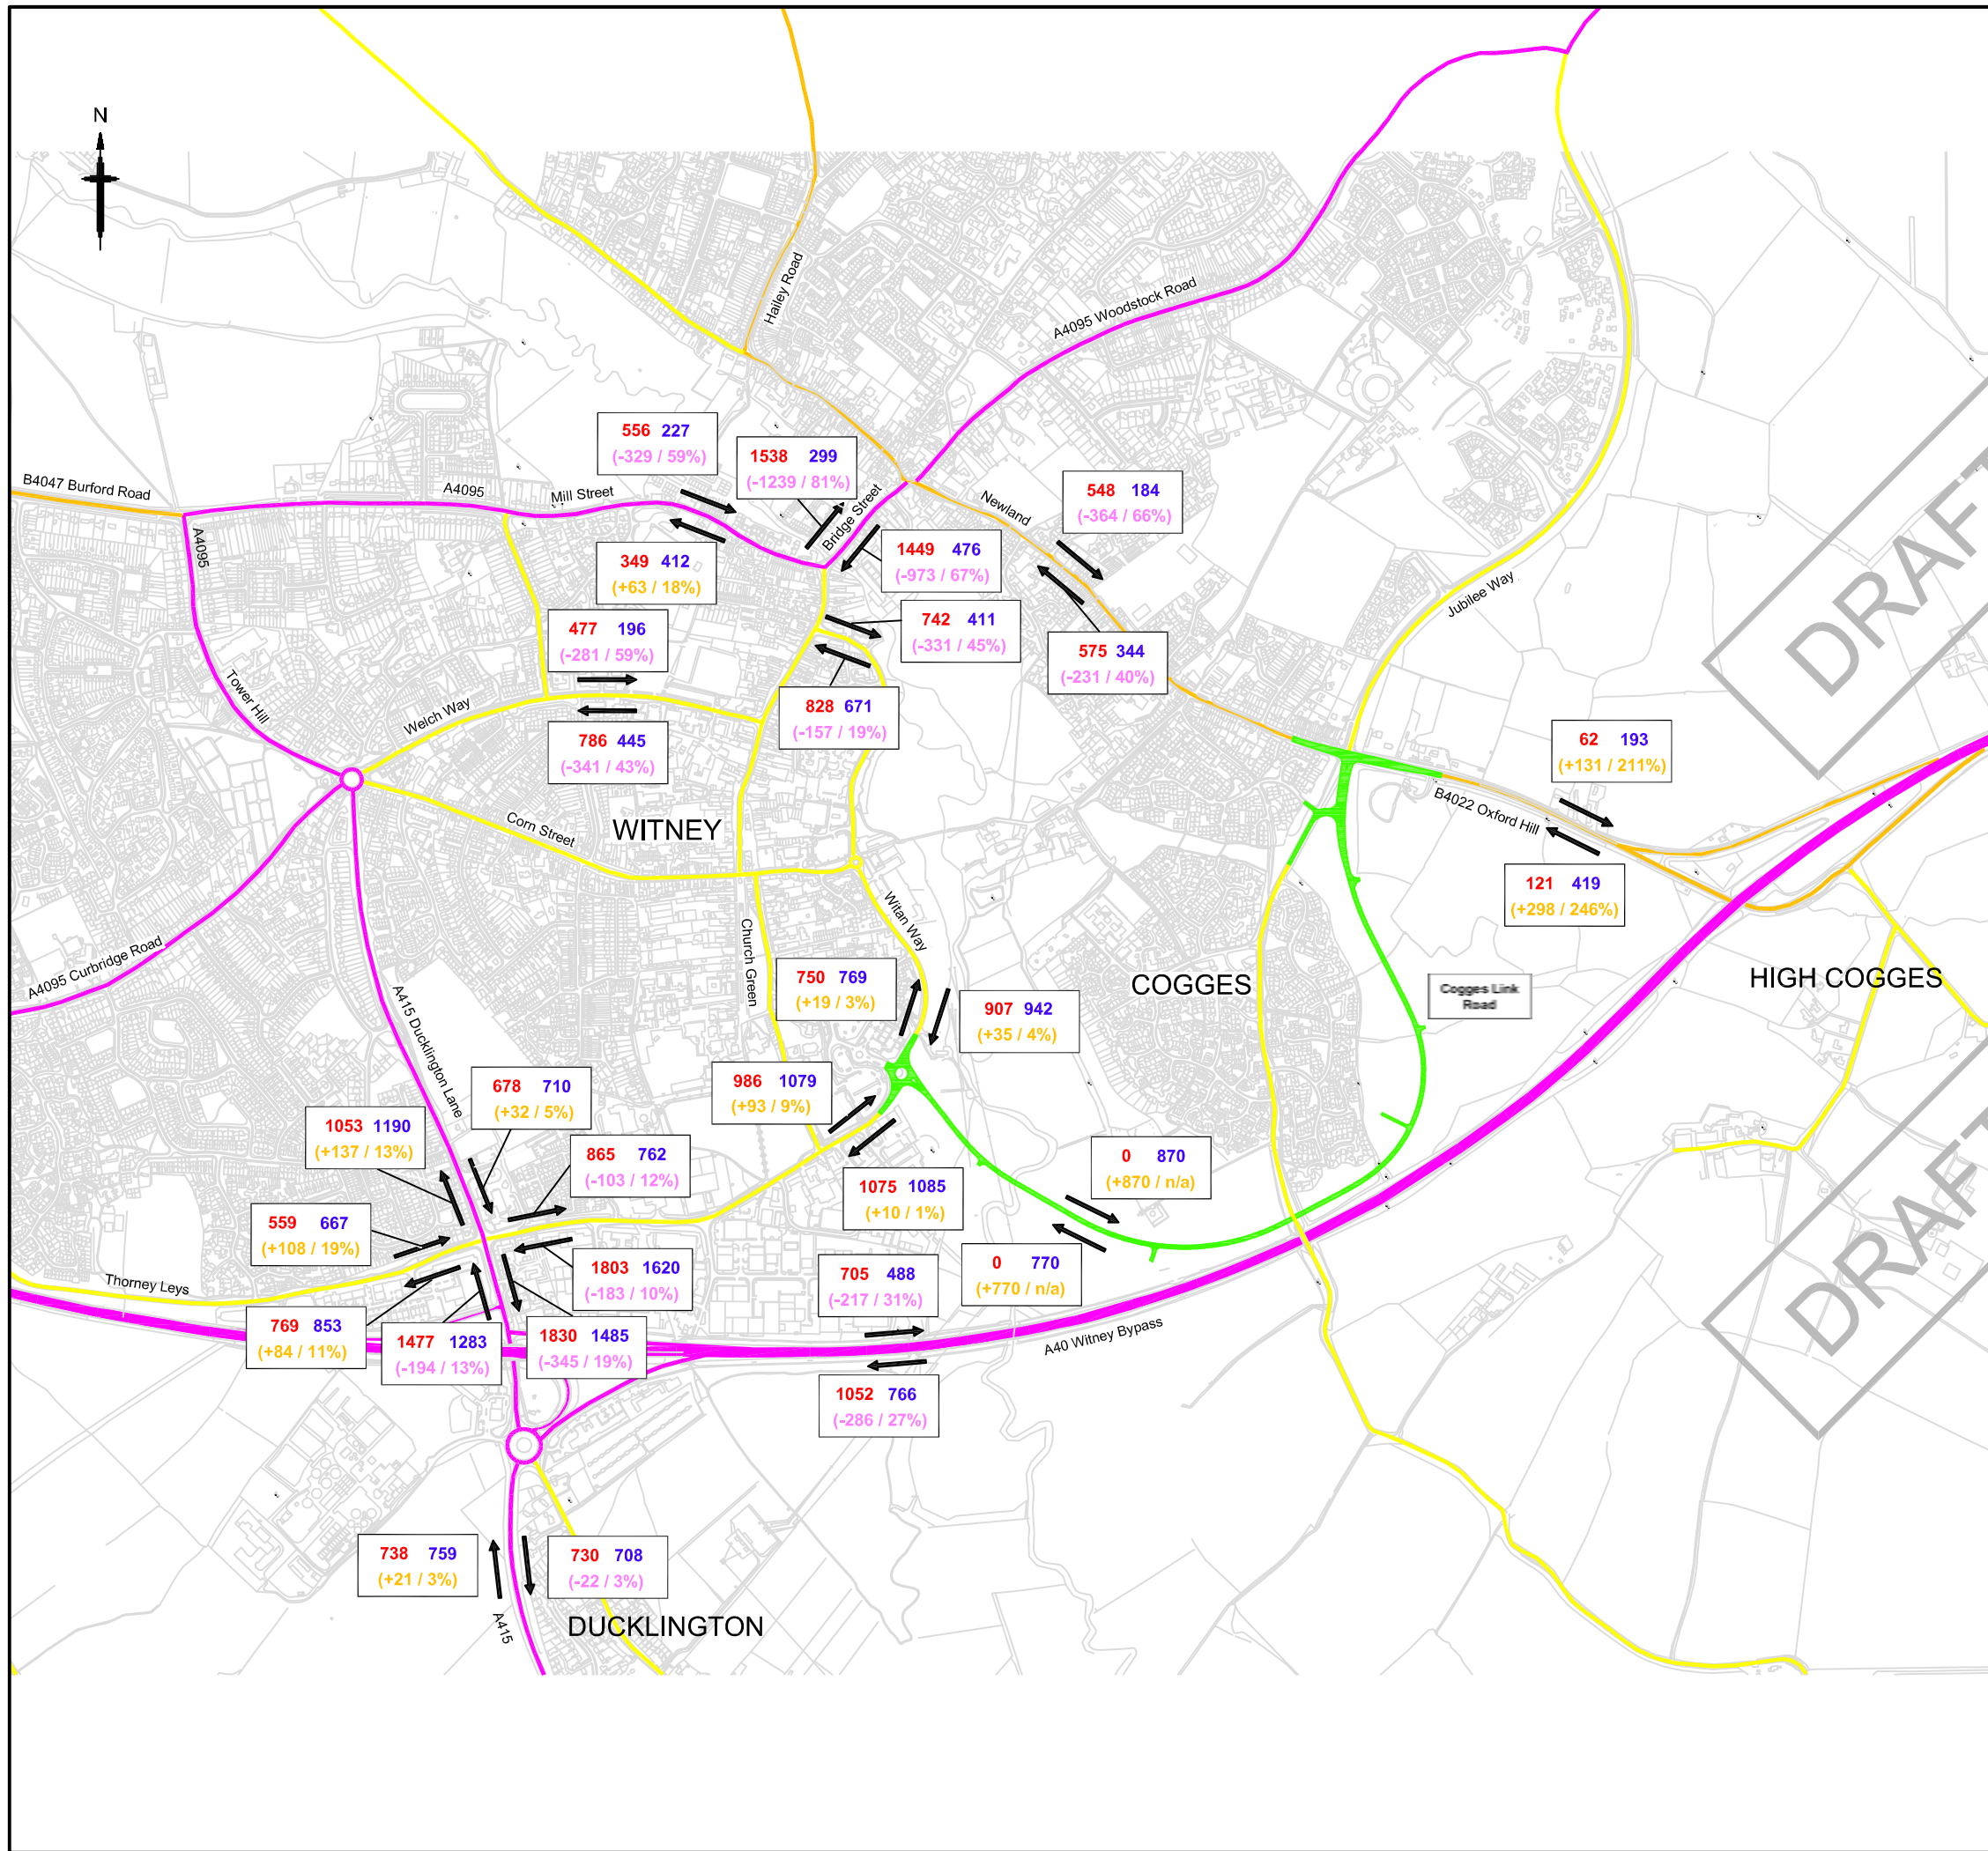 N
Hailey Road
A4095 Woodstock Road
556 227
(-329 / 59%)
1538 299
(-1239 / 81%)
B4047 Burford Road
A4095
Mill Street
Bridge Street
Newland
548 184
(-364 / 66%)
A4095
349 412
(+63 / 18%)
1449 476
(-973 / 67%)
Jubilee Way
477 196
(-281 / 59%)
742 411
(-331 / 45%)
575 344
(-231 / 40%)
Tower Hill
Welch Way
828 671
(-157 / 19%)
786 445
(-341 / 43%)
62 193
(+131 / 211%)
B4022 Oxford Hill
Corn Street
WITNEY
121 419
(+298 / 246%)
A4095 Curbridge Road
Church Green
Witan Way
750 769
(+19 / 3%)
COGGES
Cogges Link
Road
HIGH COGGES
907 942
(+35 / 4%)
A415 Ducklington Lane
678 710
(+32 / 5%)
986 1079
(+93 / 9%)
1053 1190
(+137 / 13%)
865 762
(-103 / 12%)
0 870
(+870 / n/a)
1075 1085
(+10 / 1%)
559 667
(+108 / 19%)
Thorney Leys
1803 1620
(-183 / 10%)
705 488
(-217 / 31%)
0 770
(+770 / n/a)
769 853
(+84 / 11%)
1477 1283
(-194 / 13%)
1830 1485
(-345 / 19%)
A40 Witney Bypass
1052 766
(-286 / 27%)
738 759
(+21 / 3%)
730 708
(-22 / 3%)
A415
DUCKLINGTON
DRAFT
DRAFT